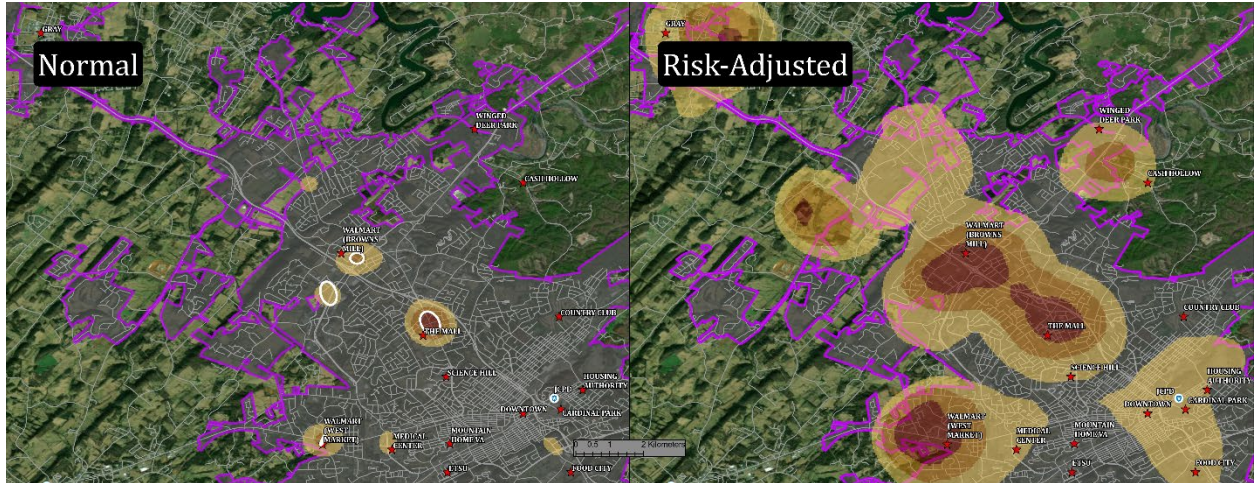 GRAY
Normal
WINGED
DEER PARK
CASH HOLLOW
WALMART
(BROWNS
MILL)
THE MALL
COUNTRY CLUB
SCIENCE HILL
HOUSING
AUTHORITY
JCPD
DOWNTOWN
CARDINAL PARK
WALMART
(WEST
MARKET)
MEDICAL
CENTER
MOUNTAIN
HOME VA
ETSU
FOOD CITY
0 0.5 1 2 Kilometers
GRAY
Risk-Adjusted
WINGED
DEER PARK
CASH HOLLOW
WALMART
(BROWNS
MILL)
THE MALL
COUNTRY CLUB
SCIENCE HILL
HOUSING
AUTHORITY
JCPD
DOWNTOWN
CARDINAL PARK
WALMART
(WEST
MARKET)
MEDICAL
CENTER
MOUNTAIN
HOME VA
ETSU
FOOD CITY